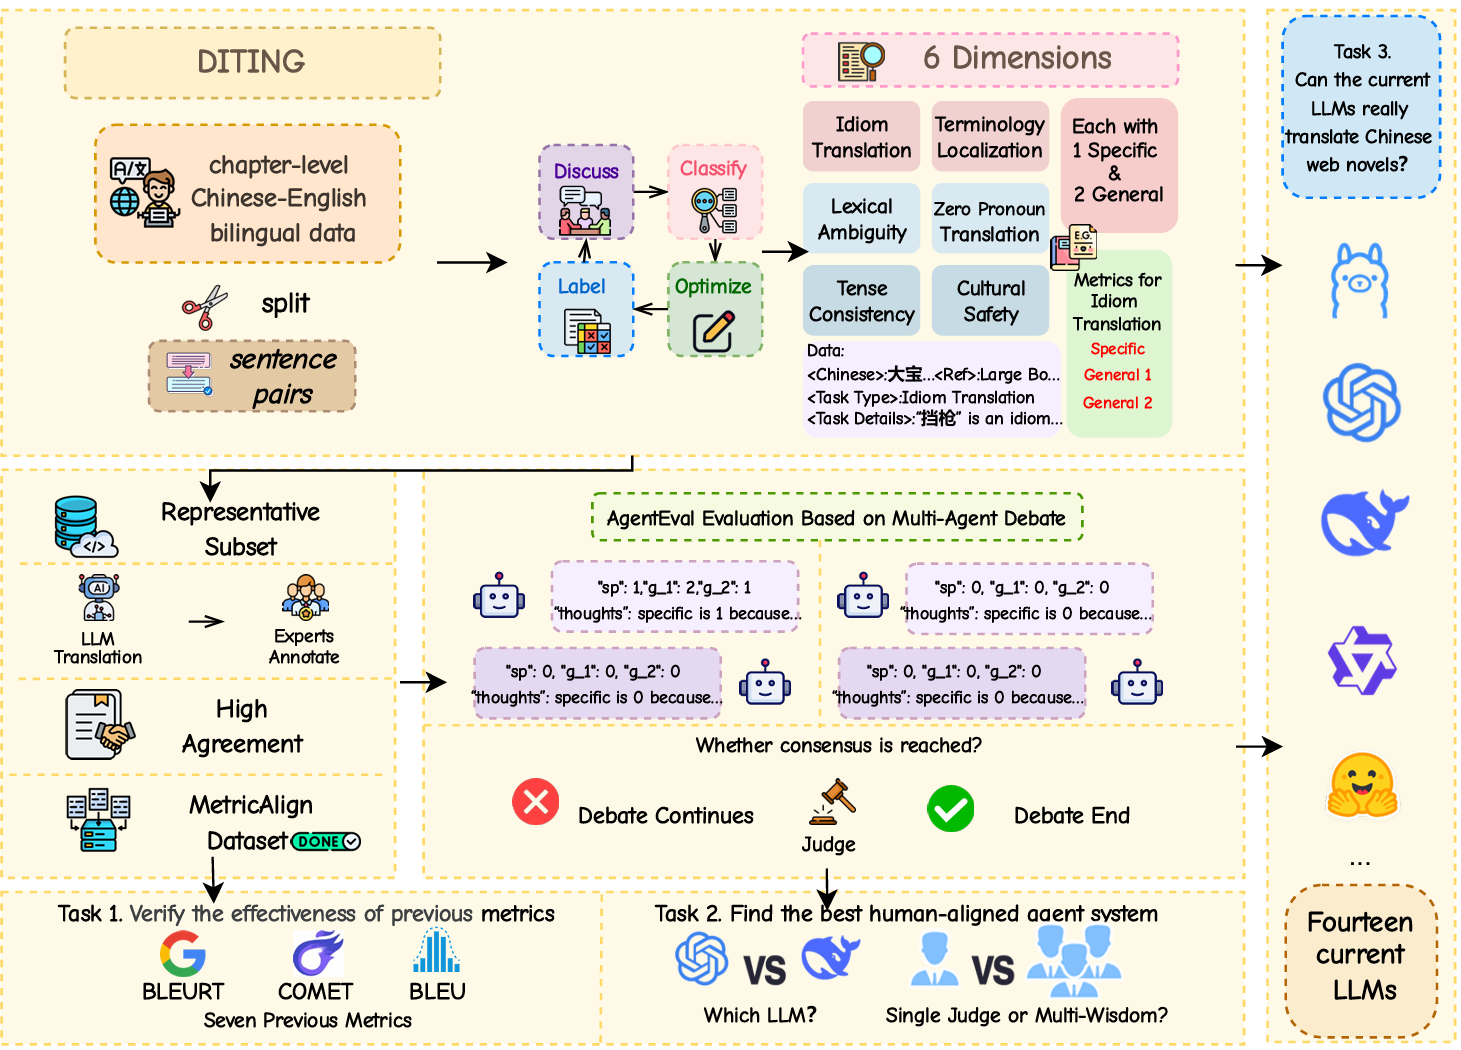 DITING
chapter-level
Chinese-English
bilingual data
split
sentence
pairs
Discuss
Classify
Label
Optimize
6 Dimensions
Idiom
Translation
Terminology
Localization
Lexical
Ambiguity
Zero Pronoun
Translation
Tense
Consistency
Cultural
Safety
Each with
1 Specific
&
2 General
E.G.
Metrics for
Idiom
Translation
Specific
General 1
General 2
Data:
<Chinese>:大宝...<Ref>:Large Bo...
<Task Type>:Idiom Translation
<Task Details>:"挡枪" is an idiom...
Task 3.
Can the current
LLMs really
translate Chinese
web novels?
...
Fourteen
current
LLMs
Representative
Subset
AI
LLM
Translation
Experts
Annotate
High
Agreement
MetricAlign
Dataset DONE
AgentEval Evaluation Based on Multi-Agent Debate
"sp": 1,"g_1": 2,"g_2": 1
"thoughts": specific is 1 because...
"sp": 0, "g_1": 0, "g_2": 0
"thoughts": specific is 0 because...
"sp": 0, "g_1": 0, "g_2": 0
"thoughts": specific is 0 because...
"sp": 0, "g_1": 0, "g_2": 0
"thoughts": specific is 0 because...
Whether consensus is reached?
Debate Continues
Judge
Debate End
Task 1. Verify the effectiveness of previous metrics
BLEURT
COMET
BLEU
Seven Previous Metrics
Task 2. Find the best human-aligned agent system
VS
VS
Which LLM?
Single Judge or Multi-Wisdom?